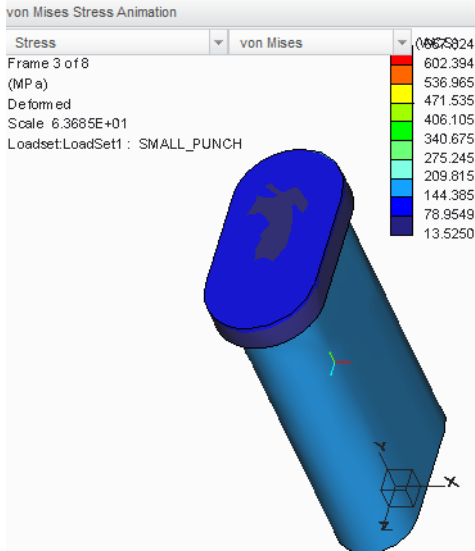 von Mises Stress Animation
Stress von Mises
Frame 3 of 8
(MPa)
Deformed
Scale 6.3685E+01
Loadset:LoadSet1 : SMALL_PUNCH
602.394
536.965
471.535
406.105
340.675
275.245
209.815
144.385
78.9549
13.5250
Y
X
Z